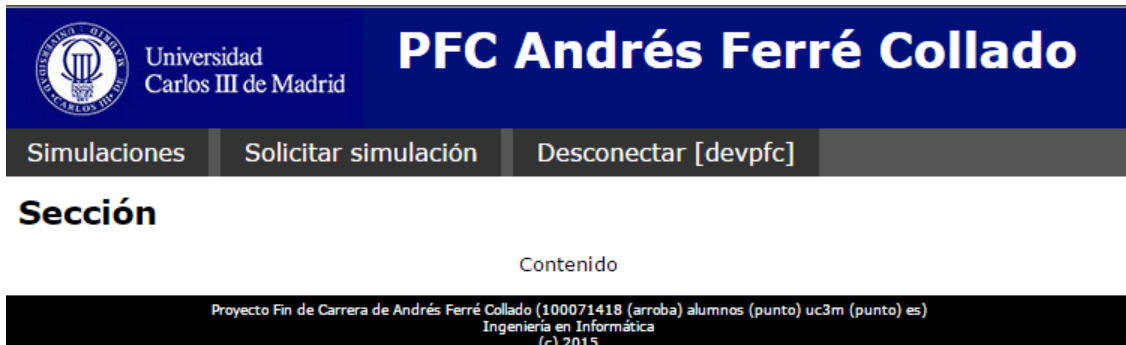 Universidad
Carlos III de Madrid
PFC Andrés Ferré Collado
Simulaciones
Solicitar simulación
Desconectar [devpfc]
Sección
Contenido
Proyecto Fin de Carrera de Andrés Ferré Collado (100071418 (arroba) alumnos (punto) uc3m (punto) es)
Ingeniería en Informática
(c) 2015